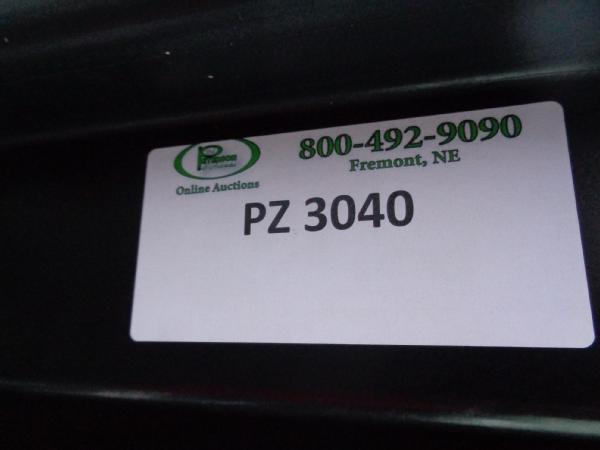 800-492-9090
Fremont, NE
Online Auctions
PZ 3040